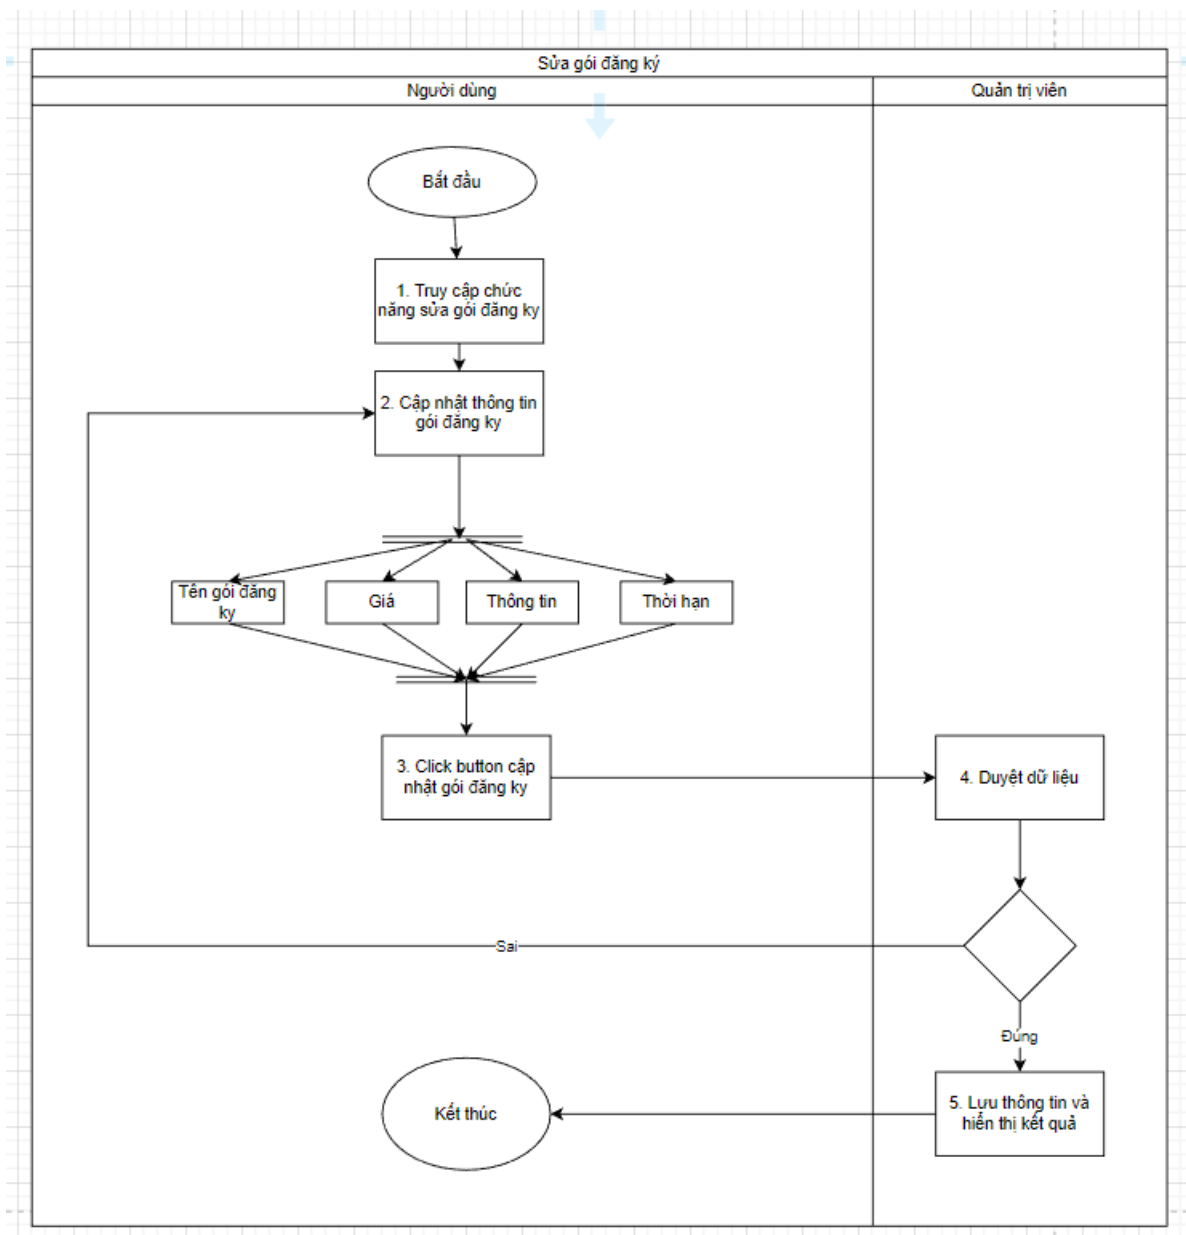 Sửa gói đăng ký
Người dùng
Quản trị viên
Bắt đầu
1. Truy cập chức
năng sửa gói đăng ky
2. Cập nhật thông tin
gói đăng ky
Tên gói đăng
ky
Giá
Thông tin
Thời hạn
3. Click button cập
nhật gói đăng ky
4. Duyệt dữ liệu
Sai
Đúng
Kết thúc
5. Lưu thông tin và
hiển thị kết quả